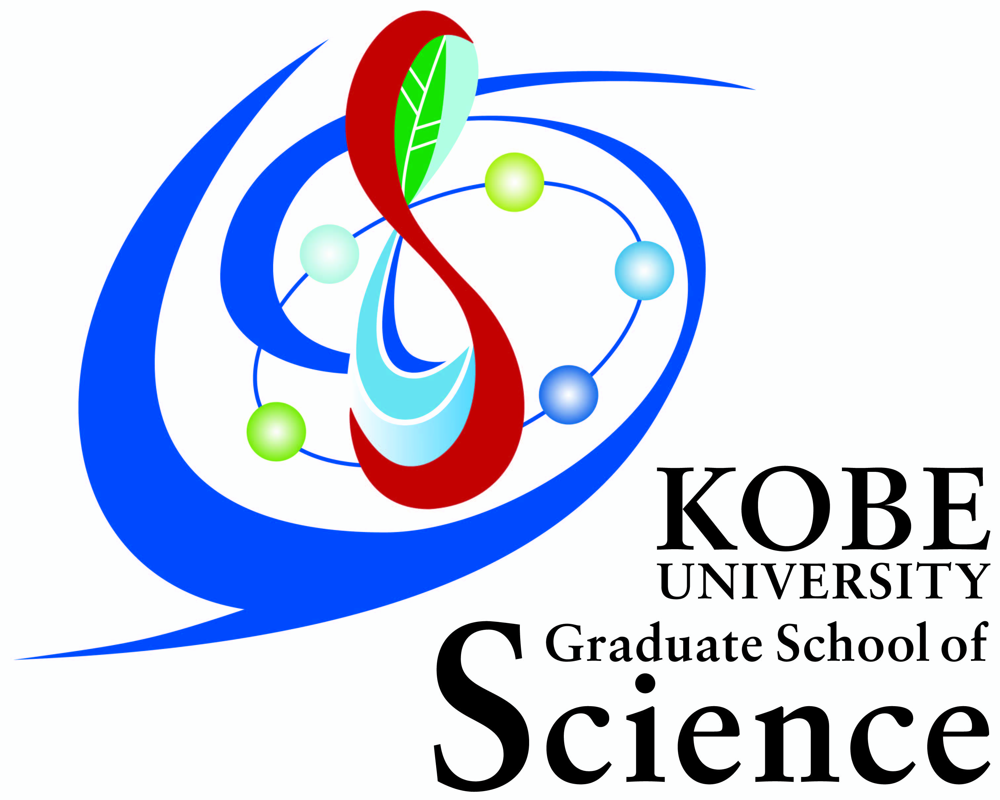 KOBE
UNIVERSITY
Graduate School of
Science